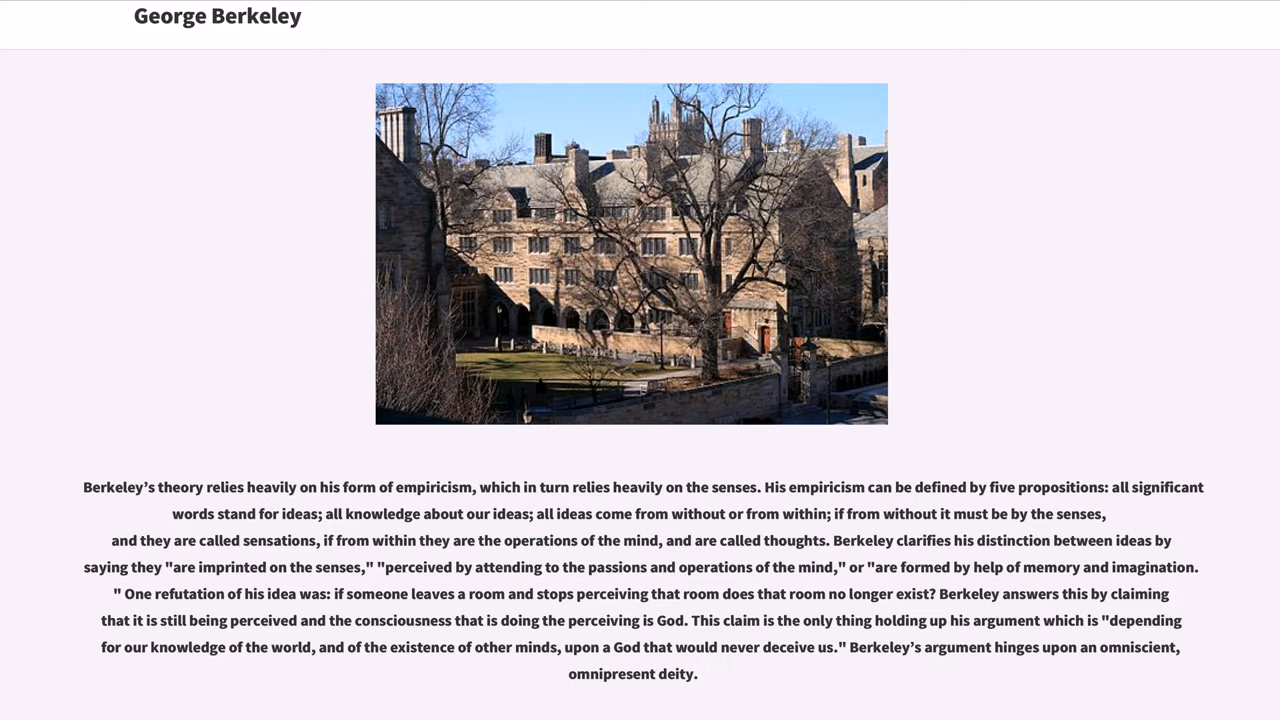 George Berkeley
Berkeley’s theory relies heavily on his form of empiricism, which in turn relies heavily on the senses. His empiricism can be defined by five propositions: all significant
words stand for ideas; all knowledge about our ideas; all ideas come from without or from within; if from without it must be by the senses,
and they are called sensations, if from within they are the operations of the mind, and are called thoughts. Berkeley clarifies his distinction between ideas by
saying they "are imprinted on the senses," "perceived by attending to the passions and operations of the mind," or "are formed by help of memory and imagination.
" One refutation of his idea was: if someone leaves a room and stops perceiving that room does that room no longer exist? Berkeley answers this by claiming
that it is still being perceived and the consciousness that is doing the perceiving is God. This claim is the only thing holding up his argument which is "depending
for our knowledge of the world, and of the existence of other minds, upon a God that would never deceive us." Berkeley’s argument hinges upon an omniscient,
omnipresent deity.